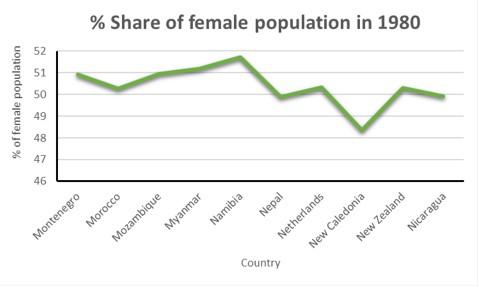 % Share of female population in 1980
% of female population
52
51
50
49
48
47
46
Montenegro
Morocco
Mozambique
Myanmar
Namibia
Nepal
Netherlands
New Caledonia
New Zealand
Nicaragua
Country